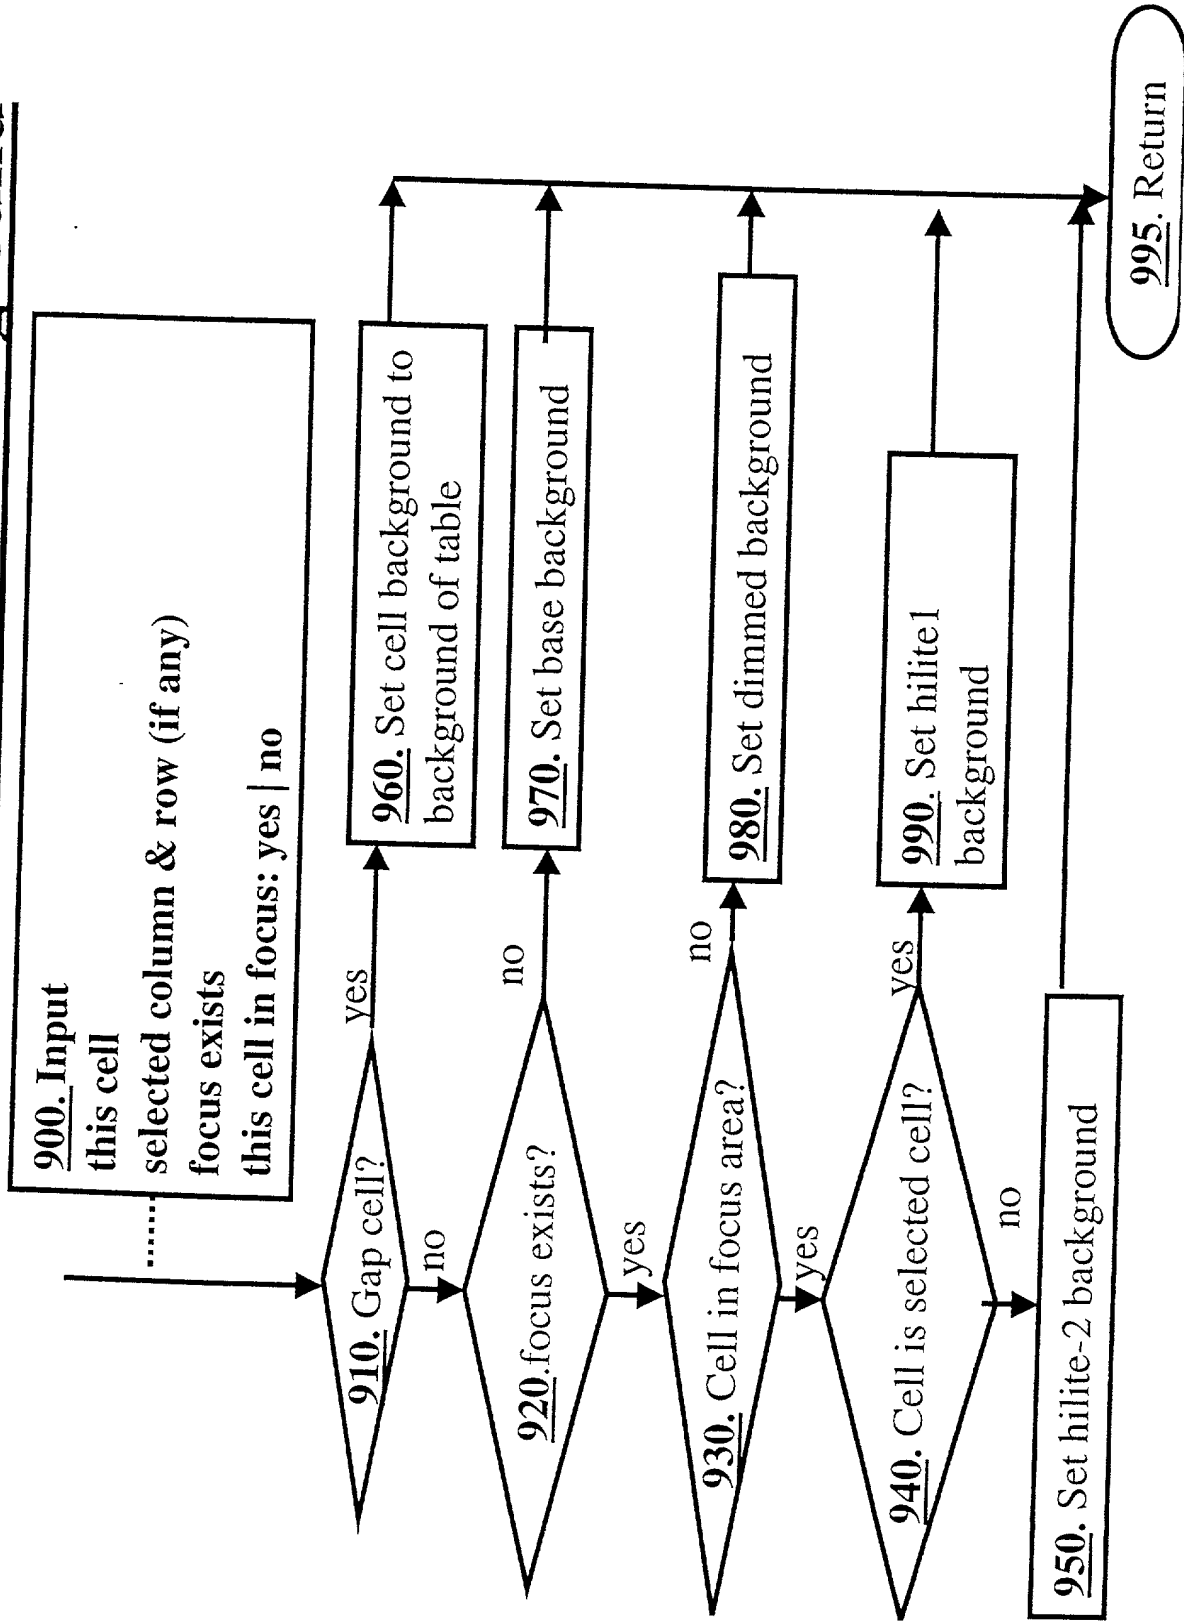 900. Input
this cell
selected column & row (if any)
focus exists
this cell in focus: yes | no
910. Gap cell?
yes
960. Set cell background to
background of table
no
920.focus exists?
no
970. Set base background
yes
930. Cell in focus area?
no
980. Set dimmed background
yes
940. Cell is selected cell?
yes
990. Set hilite1
background
no
950. Set hilite-2 background
995. Return